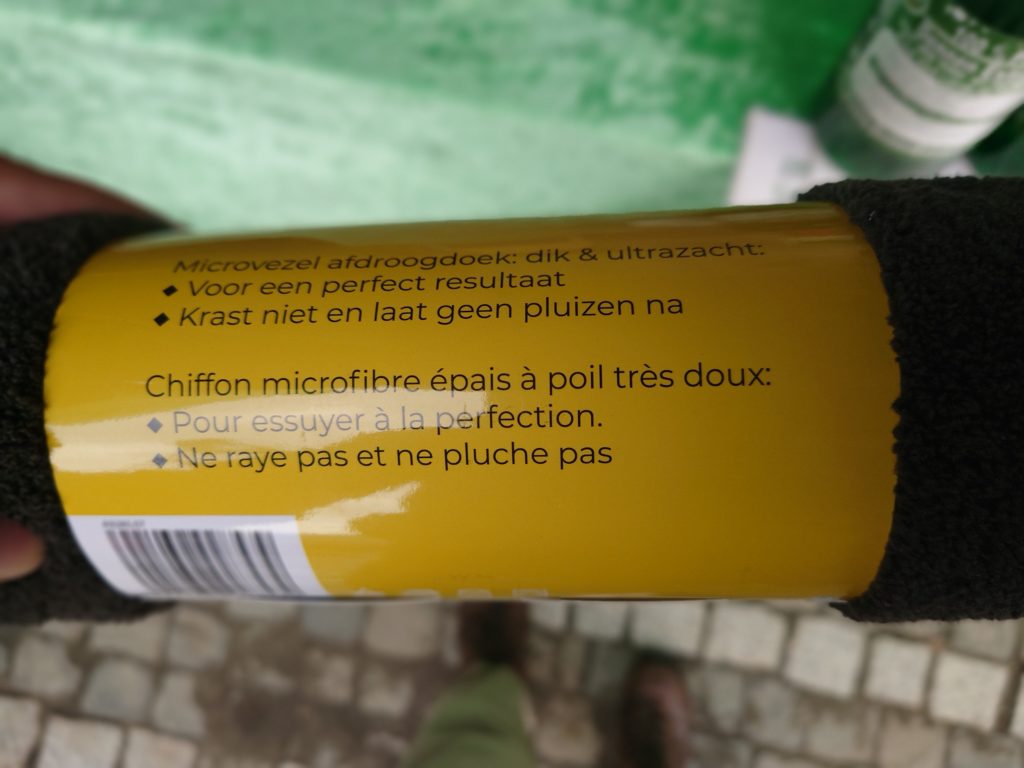 Microvezel afdroogdoek: dik & ultrazacht:
◆ Voor een perfect resultaat
◆ Krast niet en laat geen pluizen na
Chiffon microfibre épais à poil très doux:
◆ Pour essuyer à la perfection.
◆ Ne raye pas et ne pluche pas